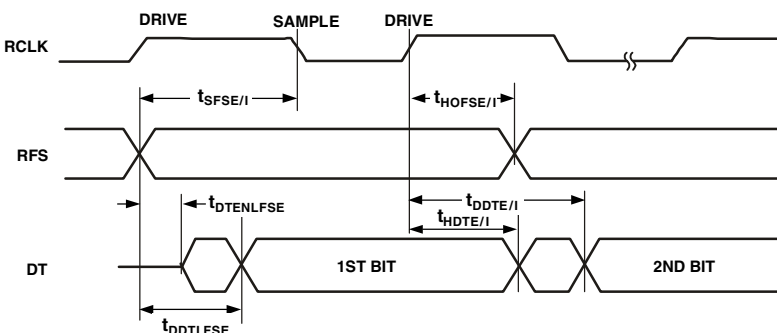 DRIVE SAMPLE DRIVE
RCLK
tSFSE/I
tHOFSE/I
RFS
tDDTE/I
tDTENLFSE
tHDTE/I
DT
1ST BIT
2ND BIT
tDDTLFSE